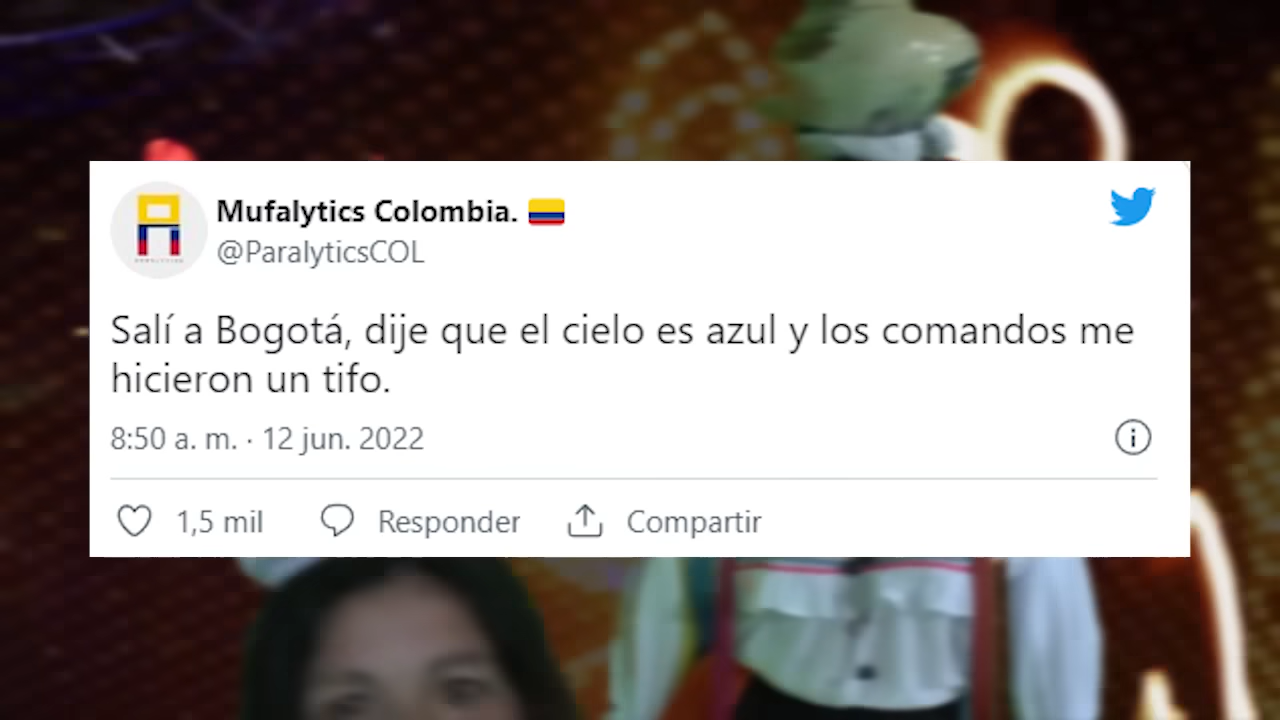 Mufalytics Colombia.
@ParalyticsCOL
Salí a Bogotá, dije que el cielo es azul y los comandos me
hicieron un tifo.
8:50 a. m. · 12 jun. 2022
1,5 mil Responder Compartir